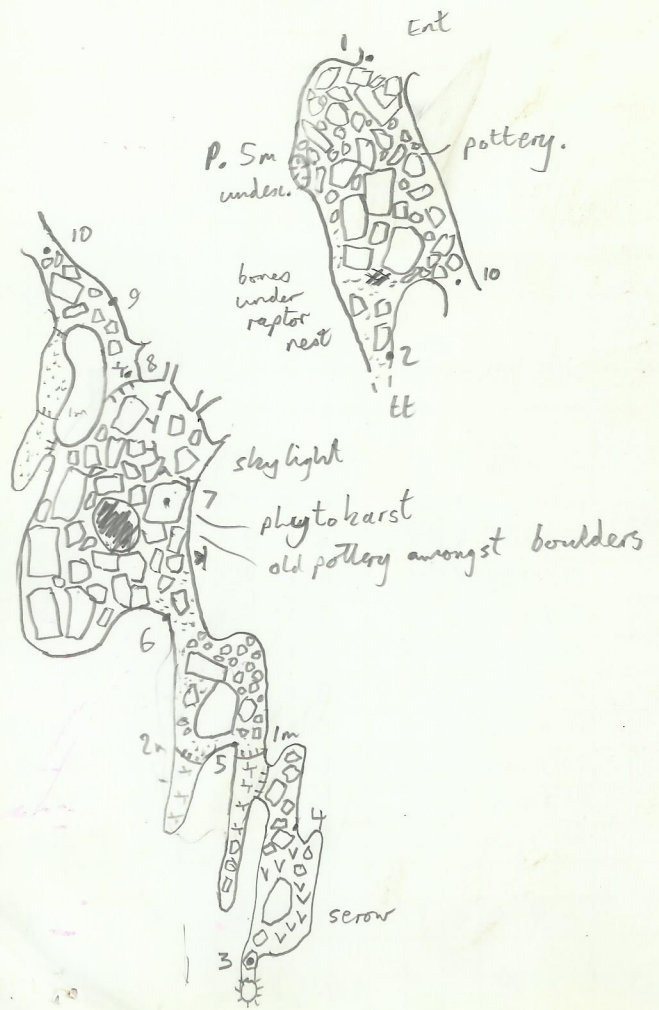 Ent
1
P. 5m
undesc.
pottery.
10
bones
under
raptor
nest
2
tt
10
9
8
1m
skylight
7
phytokarst
old pottery amongst boulders
6
5
1m
4
serow
3